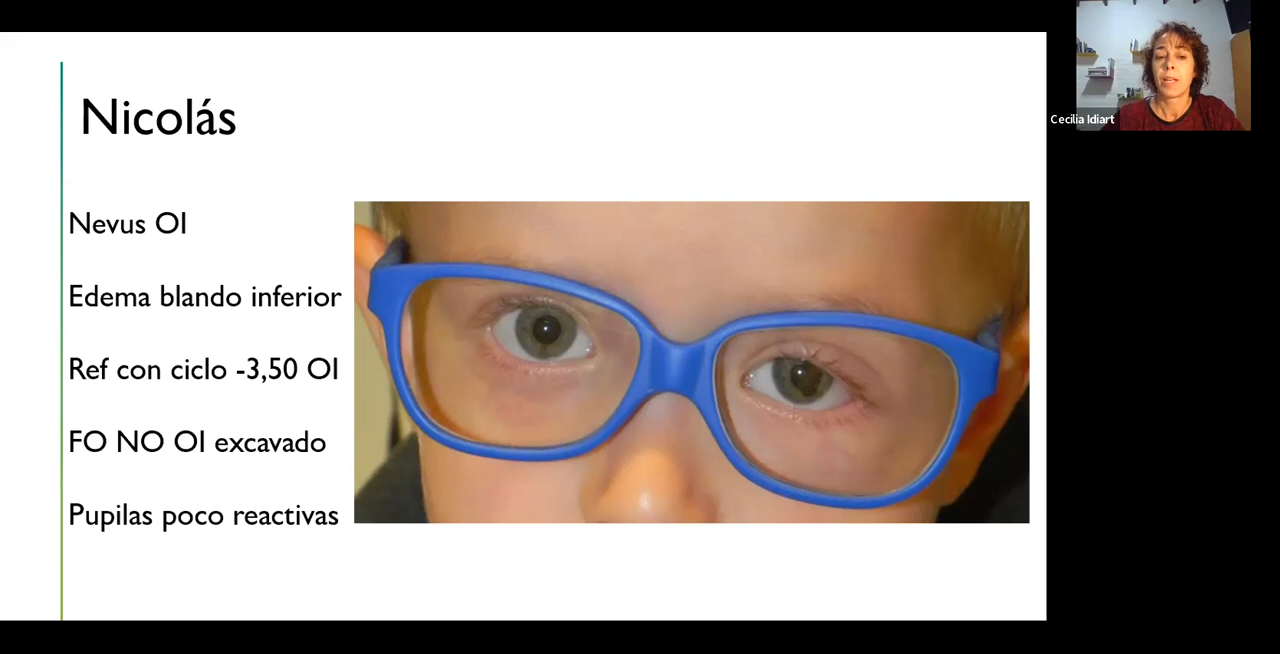 Nicolás
Nevus OI
Edema blando inferior
Ref con ciclo -3,50 OI
FO NO OI excavado
Pupilas poco reactivas
Cecilia Idiart